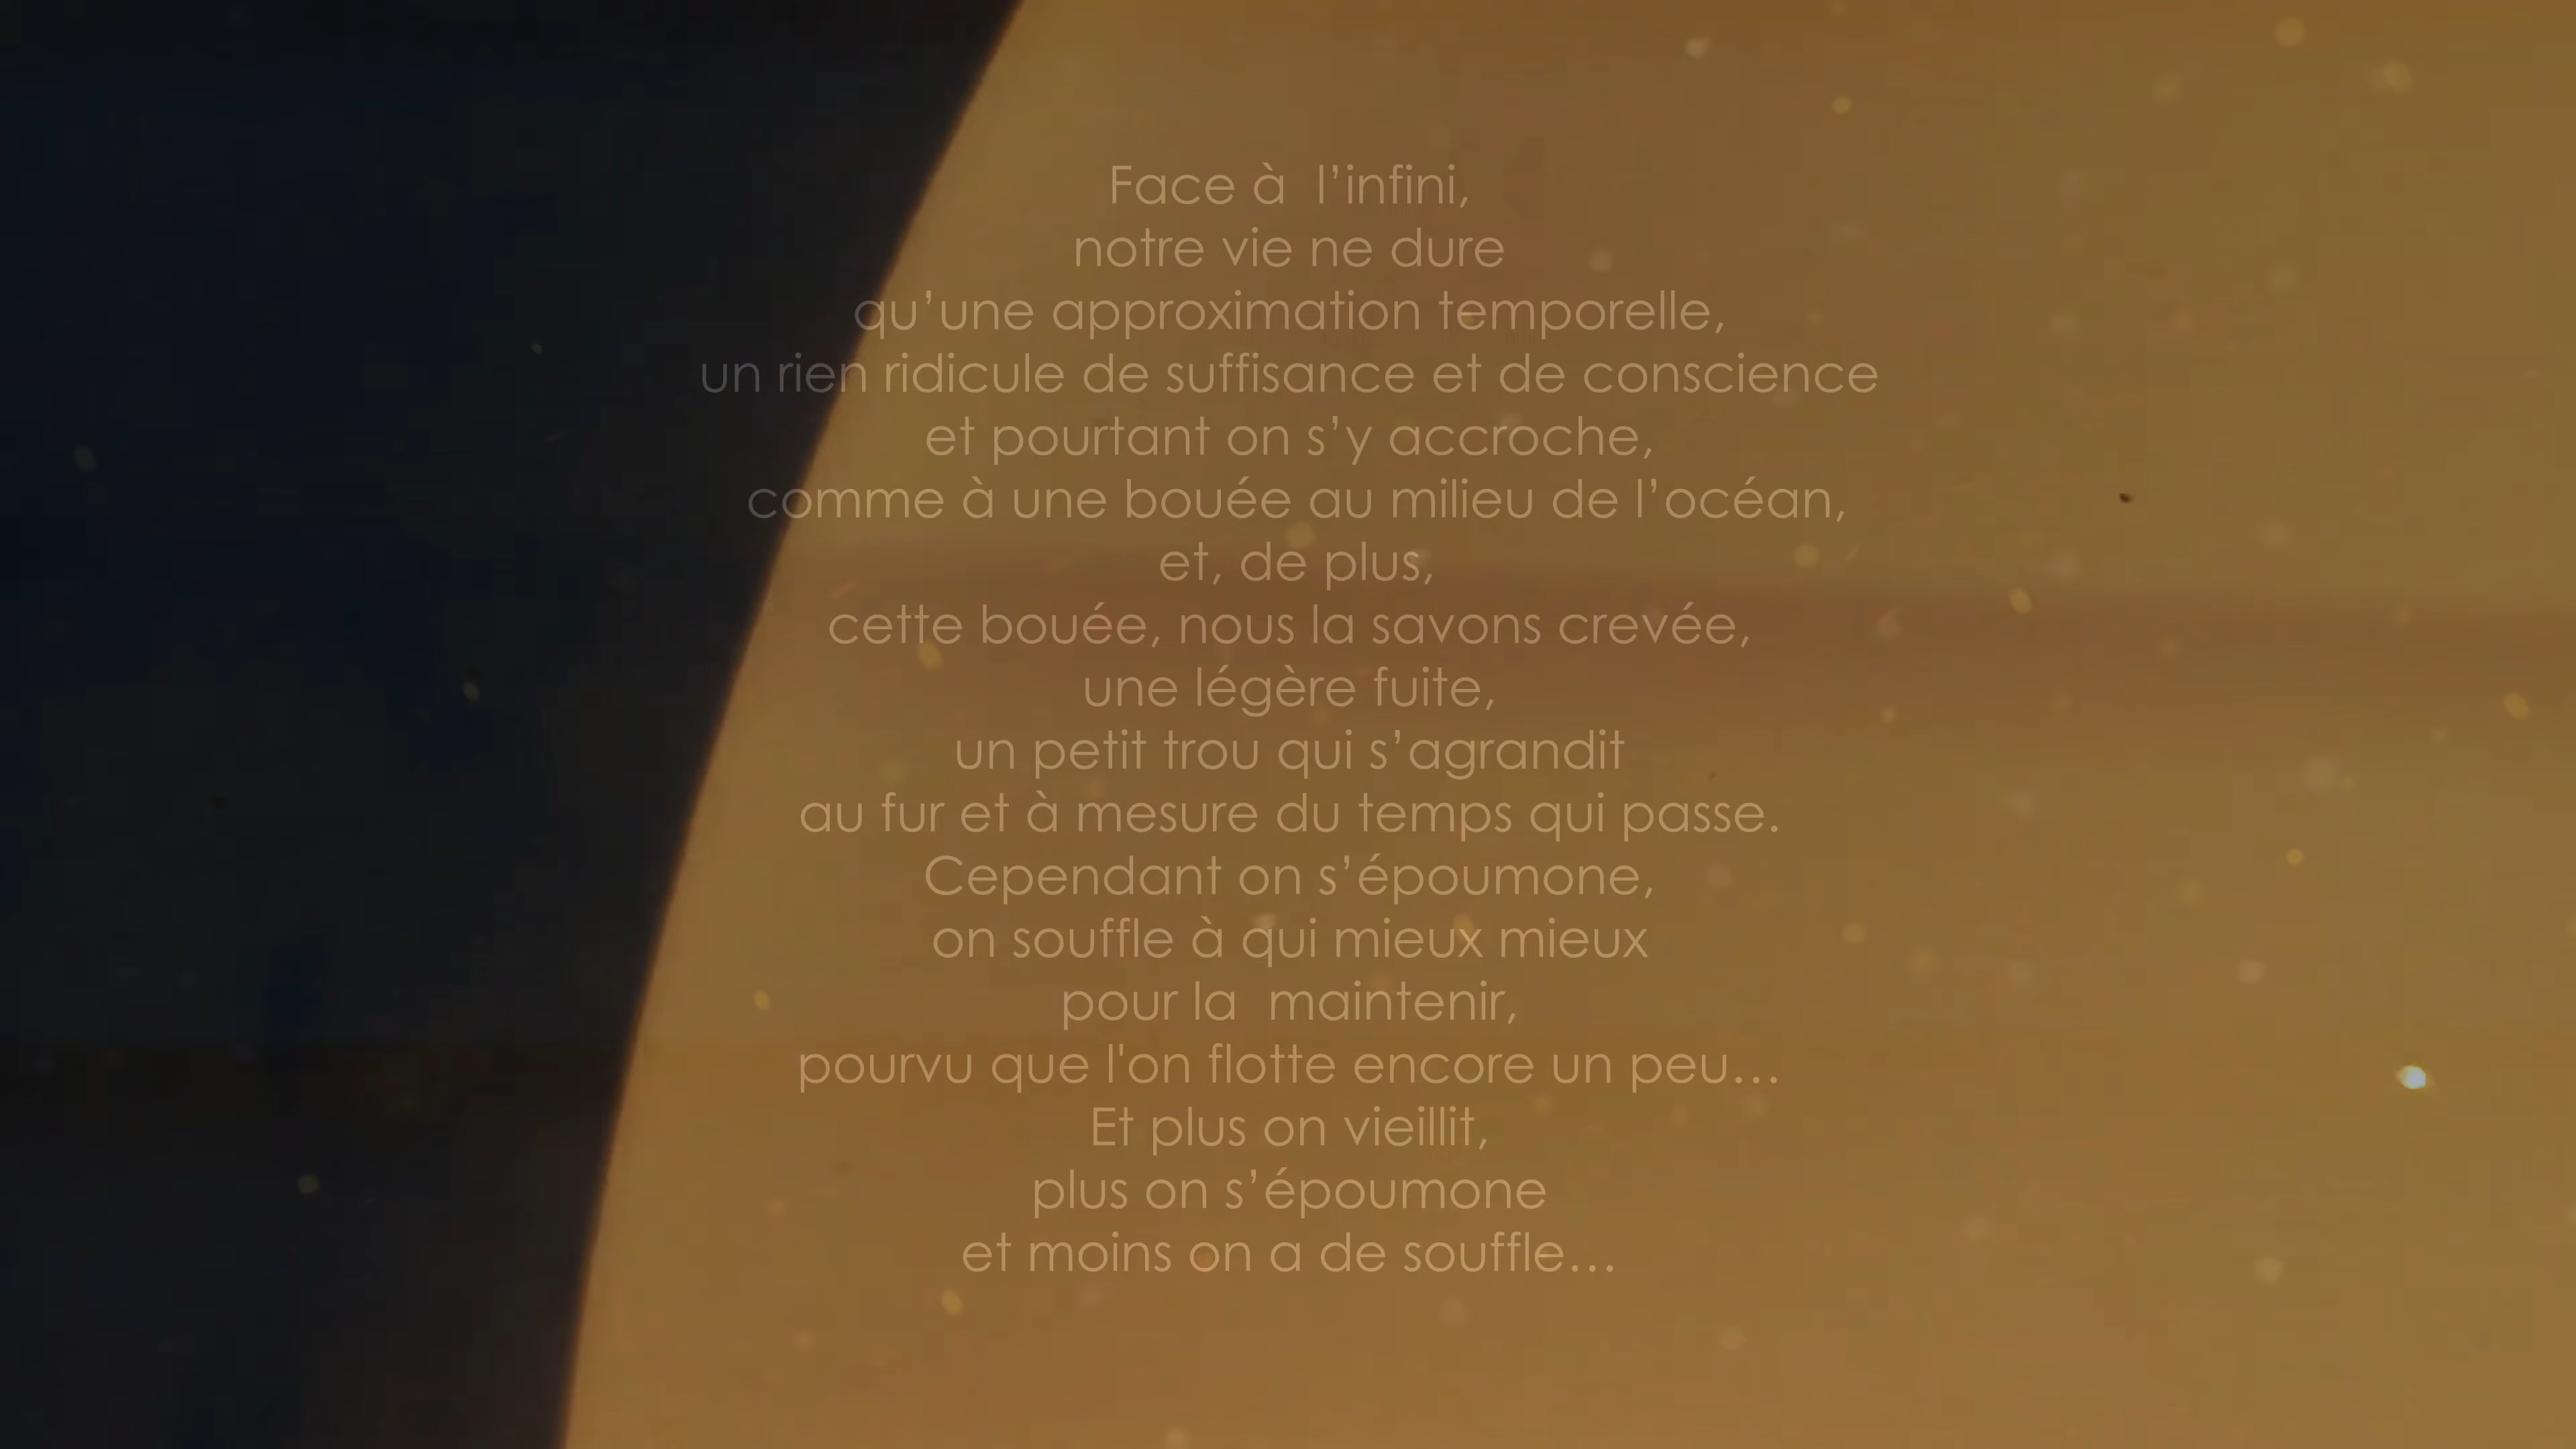 Face à  l’infini,
notre vie ne dure
qu’une approximation temporelle,
un rien ridicule de suffisance et de conscience
et pourtant on s’y accroche,
comme à une bouée au milieu de l’océan,
et, de plus,
cette bouée, nous la savons crevée,
une légère fuite,
un petit trou qui s’agrandit
au fur et à mesure du temps qui passe.
Cependant on s’époumone,
on souffle à qui mieux mieux
pour la  maintenir,
pourvu que l'on flotte encore un peu…
Et plus on vieillit,
plus on s’époumone
et moins on a de souffle…